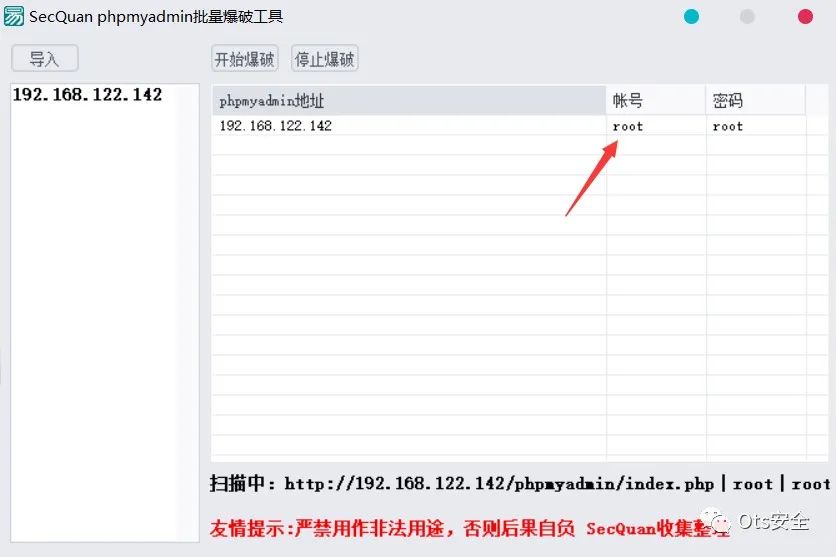 SecQuan phpmyadmin批量爆破工具
导入
开始爆破 停止爆破
192.168.122.142
phpmyadmin地址 帐号 密码
192.168.122.142 root root
扫描中: http://192.168.122.142/phpmyadmin/index.php|root|root
友情提示:严禁用作非法用途，否则后果自负 SecQuan收集整理
Ots安全